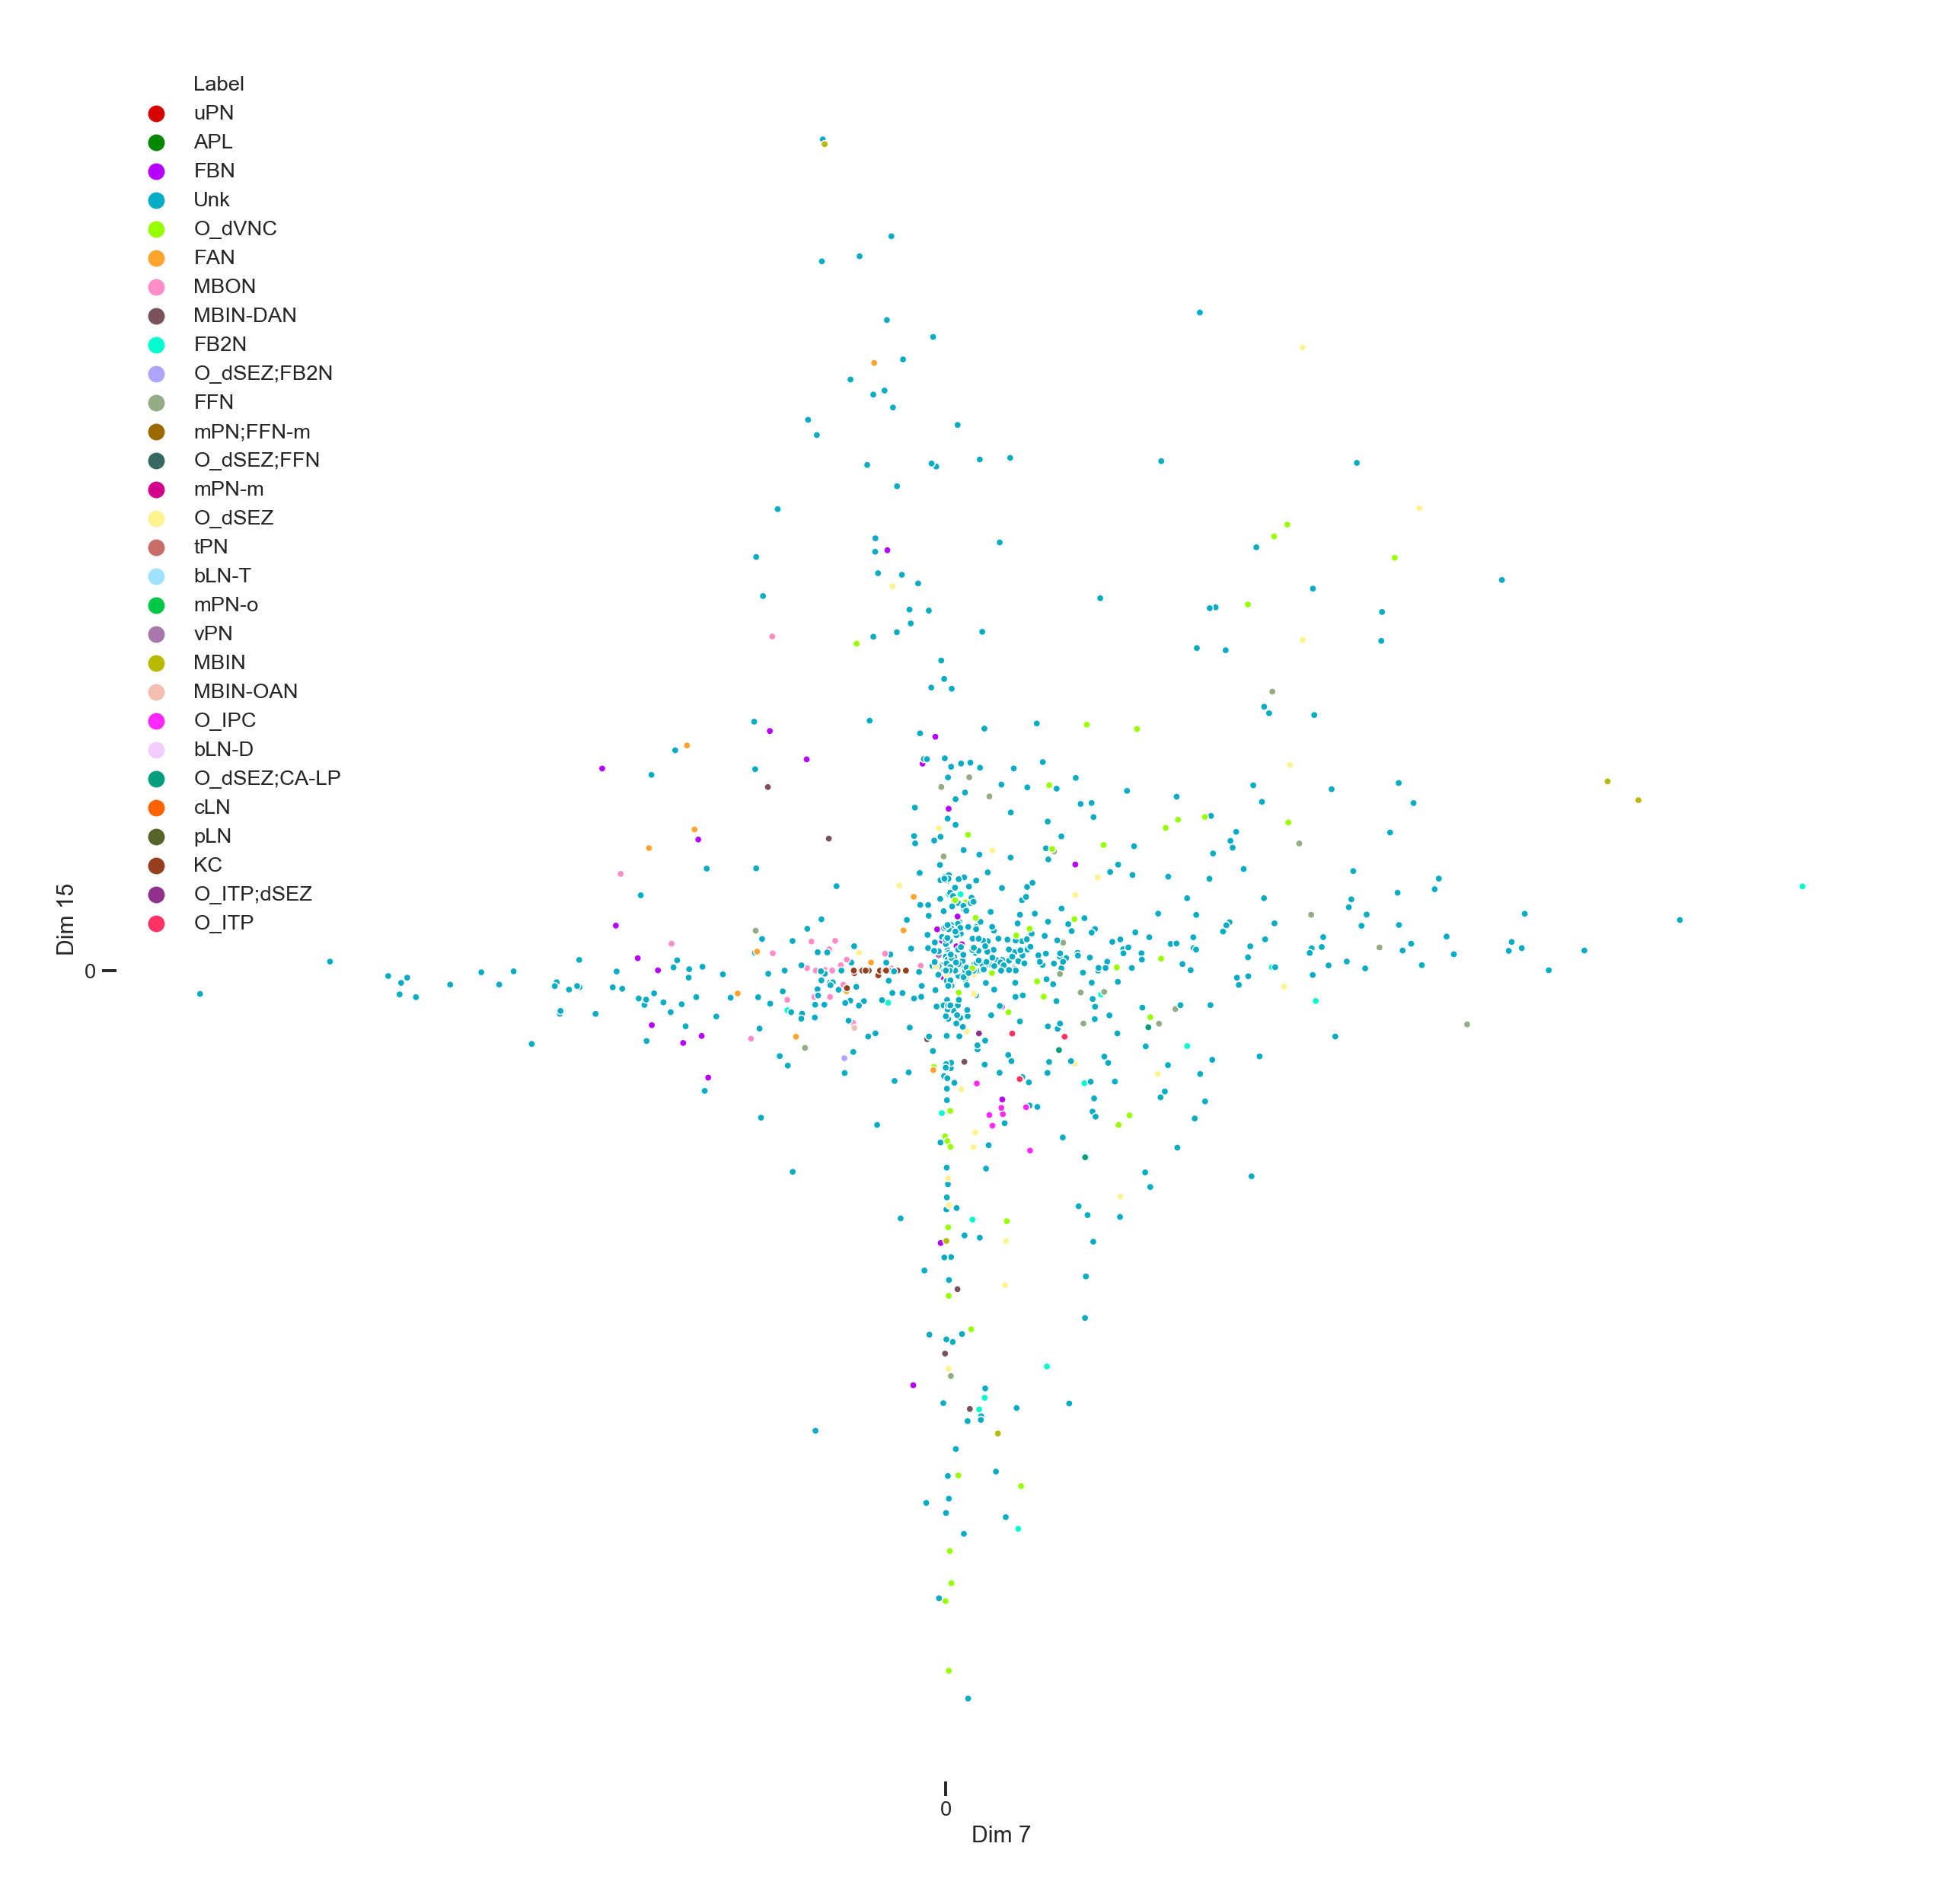 Label
uPN
APL
FBN
Unk
O_dVNC
FAN
MBON
MBIN-DAN
FB2N
O_dSEZ;FB2N
FFN
mPN;FFN-m
O_dSEZ;FFN
mPN-m
O_dSEZ
tPN
bLN-T
mPN-o
vPN
MBIN
MBIN-OAN
O_IPC
bLN-D
O_dSEZ;CA-LP
cLN
pLN
KC
O_ITP;dSEZ
O_ITP
Dim 15
0
0
Dim 7